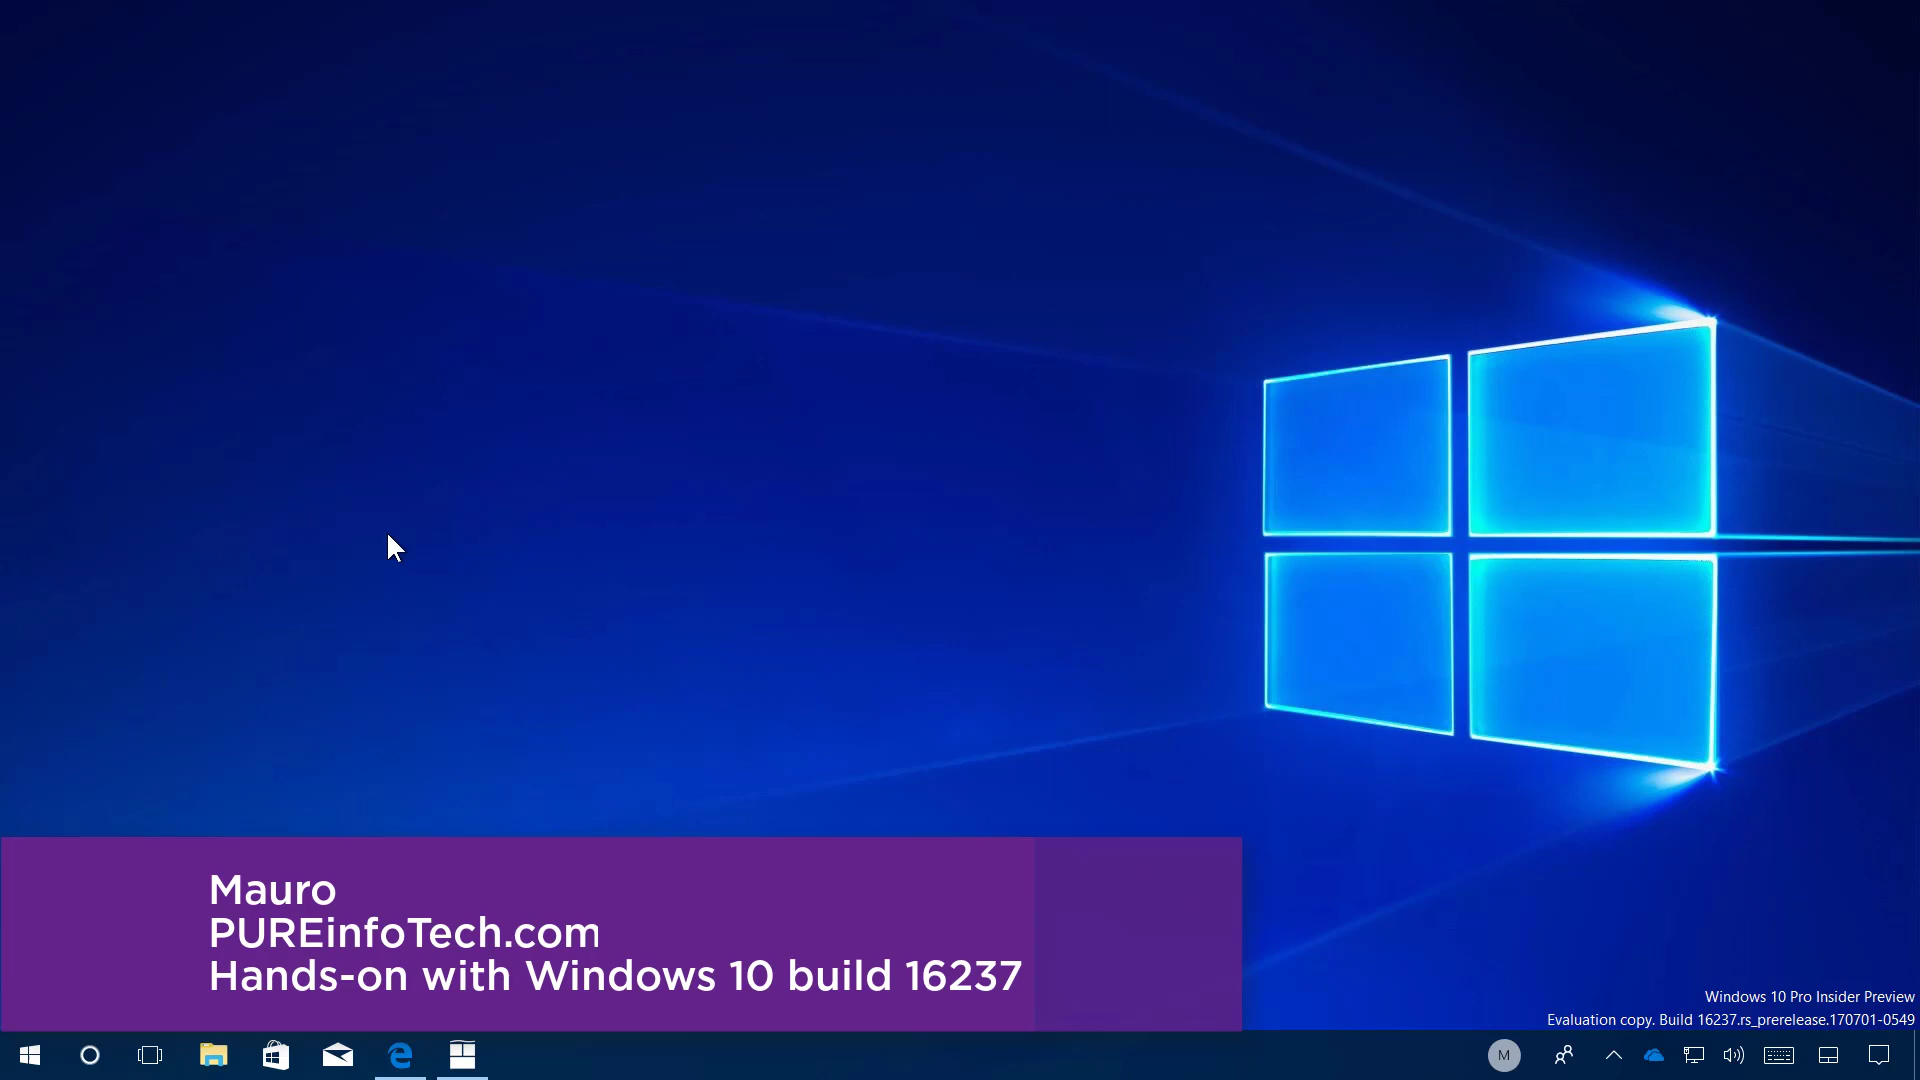 Mauro
PUREinfoTech.com
Hands-on with Windows 10 build 16237
Windows 10 Pro Insider Preview
Evaluation copy. Build 16237.rs_prerelease.170701-0549
M